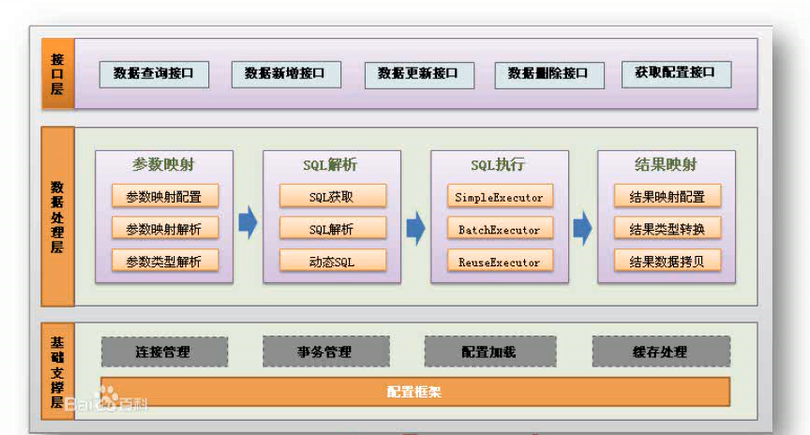 接口层
数据查询接口
数据新增接口
数据更新接口
数据删除接口
获取配置接口
数据处理层
参数映射
参数映射配置
参数映射解析
参数类型解析
SQL解析
SQL获取
SQL解析
动态SQL
SQL执行
SimpleExecutor
BatchExecutor
ReuseExecutor
结果映射
结果映射配置
结果类型转换
结果数据拷贝
基础支撑层
连接管理
事务管理
配置加载
缓存处理
配置框架
Baidu百科